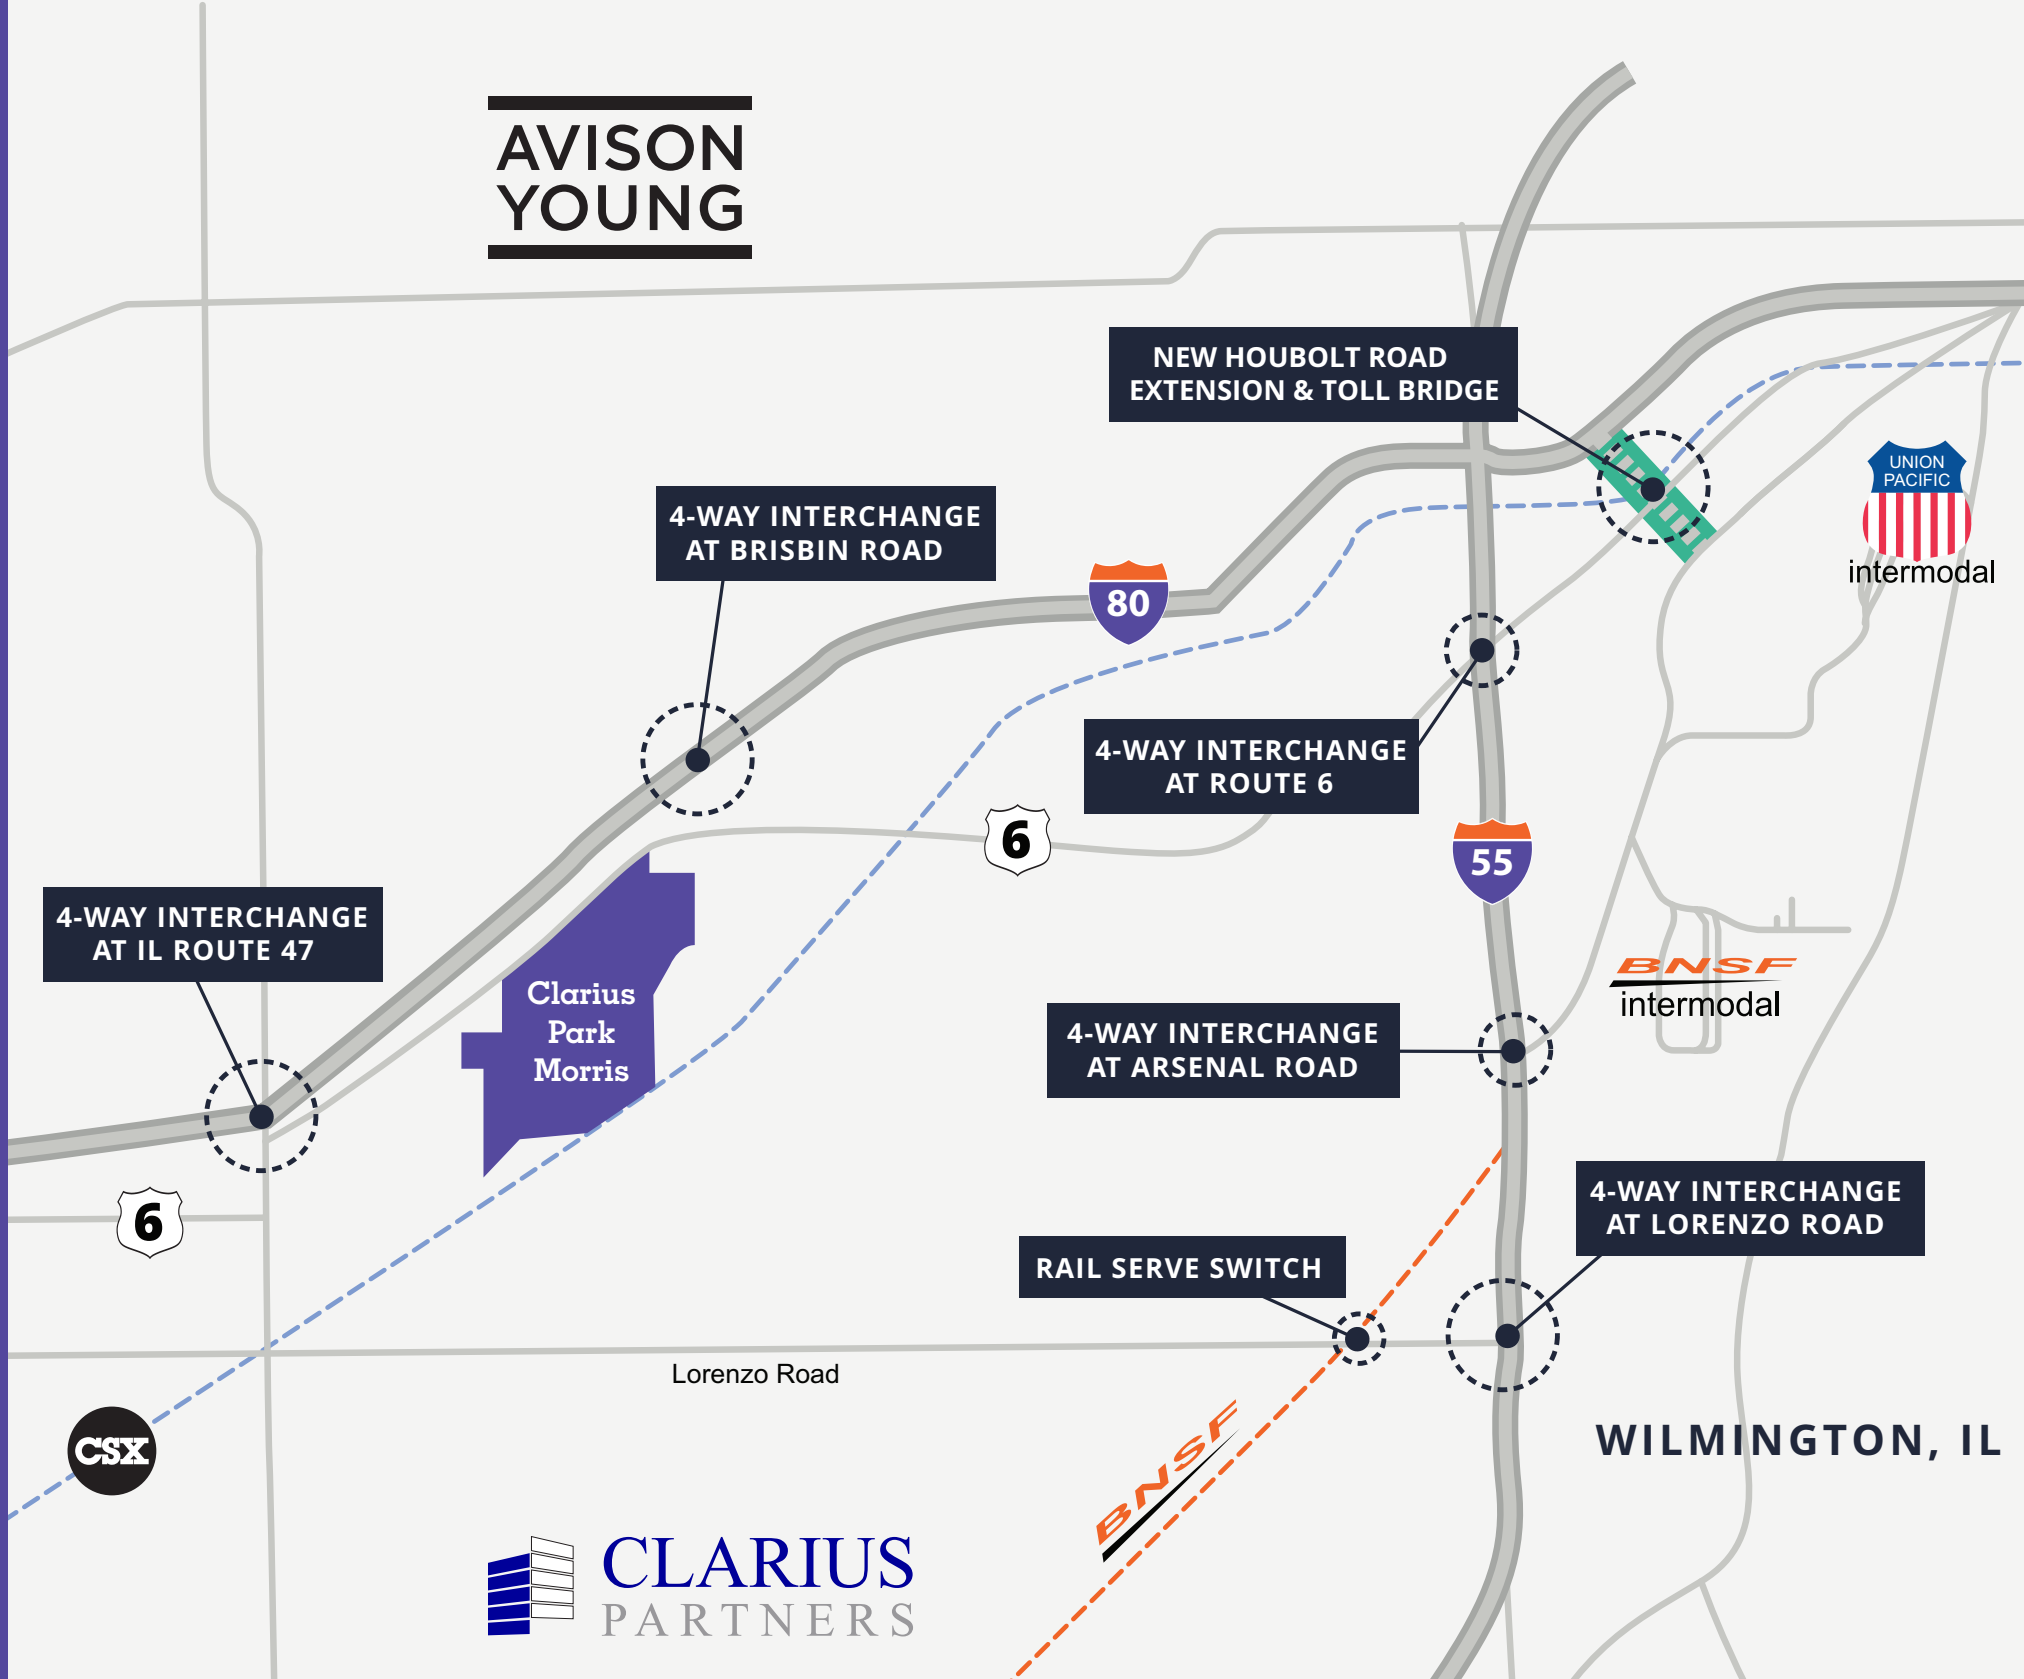 AVISON
YOUNG
NEW HOUBOLT ROAD
EXTENSION & TOLL BRIDGE
UNION
PACIFIC
intermodal
4-WAY INTERCHANGE
AT BRISBIN ROAD
80
4-WAY INTERCHANGE
AT ROUTE 6
6
55
4-WAY INTERCHANGE
AT IL ROUTE 47
Clarius
Park
Morris
BNSF
intermodal
4-WAY INTERCHANGE
AT ARSENAL ROAD
6
4-WAY INTERCHANGE
AT LORENZO ROAD
RAIL SERVE SWITCH
Lorenzo Road
CSX
BNSF
WILMINGTON, IL
CLARIUS
PARTNERS